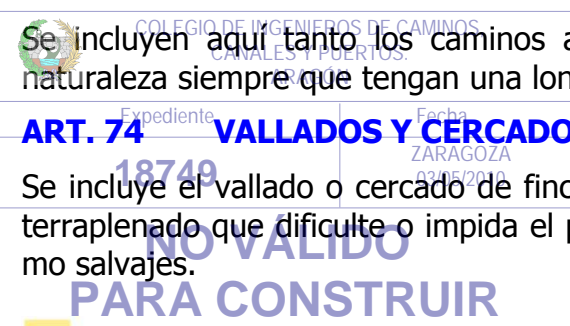 COLEGIO DE INGENIEROS DE CAMINOS,
Se incluyen aquí tanto los caminos a
CANALES Y PUERTOS.
ARAGÓN
naturaleza siempre que tengan una lon
Expediente Fecha
ART. 74 VALLADOS Y CERCADO
ZARAGOZA
18749 03/05/2010
Se incluye el vallado o cercado de finc
terraplenado que dificulte o impida el p
NO VÁLIDO
mo salvajes.
PARA CONSTRUIR